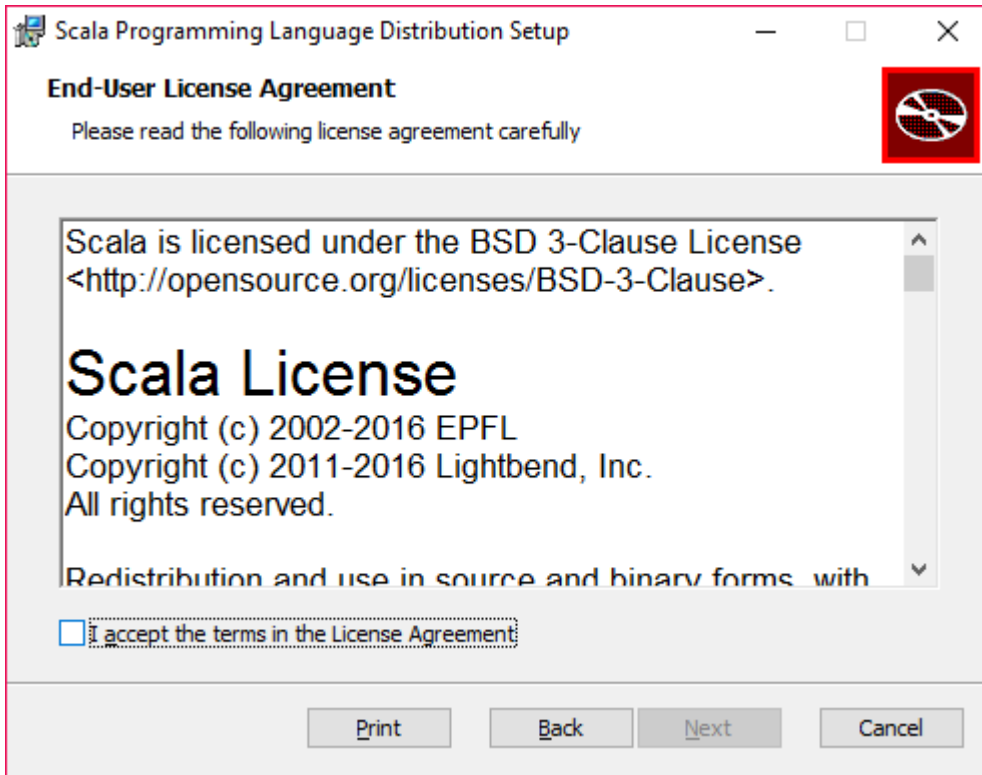 Scala Programming Language Distribution Setup
End-User License Agreement
Please read the following license agreement carefully
Scala is licensed under the BSD 3-Clause License
<http://opensource.org/licenses/BSD-3-Clause>.
Scala License
Copyright (c) 2002-2016 EPFL
Copyright (c) 2011-2016 Lightbend, Inc.
All rights reserved.
Redistribution and use in source and binary forms, with
I accept the terms in the License Agreement
Print Back Next Cancel